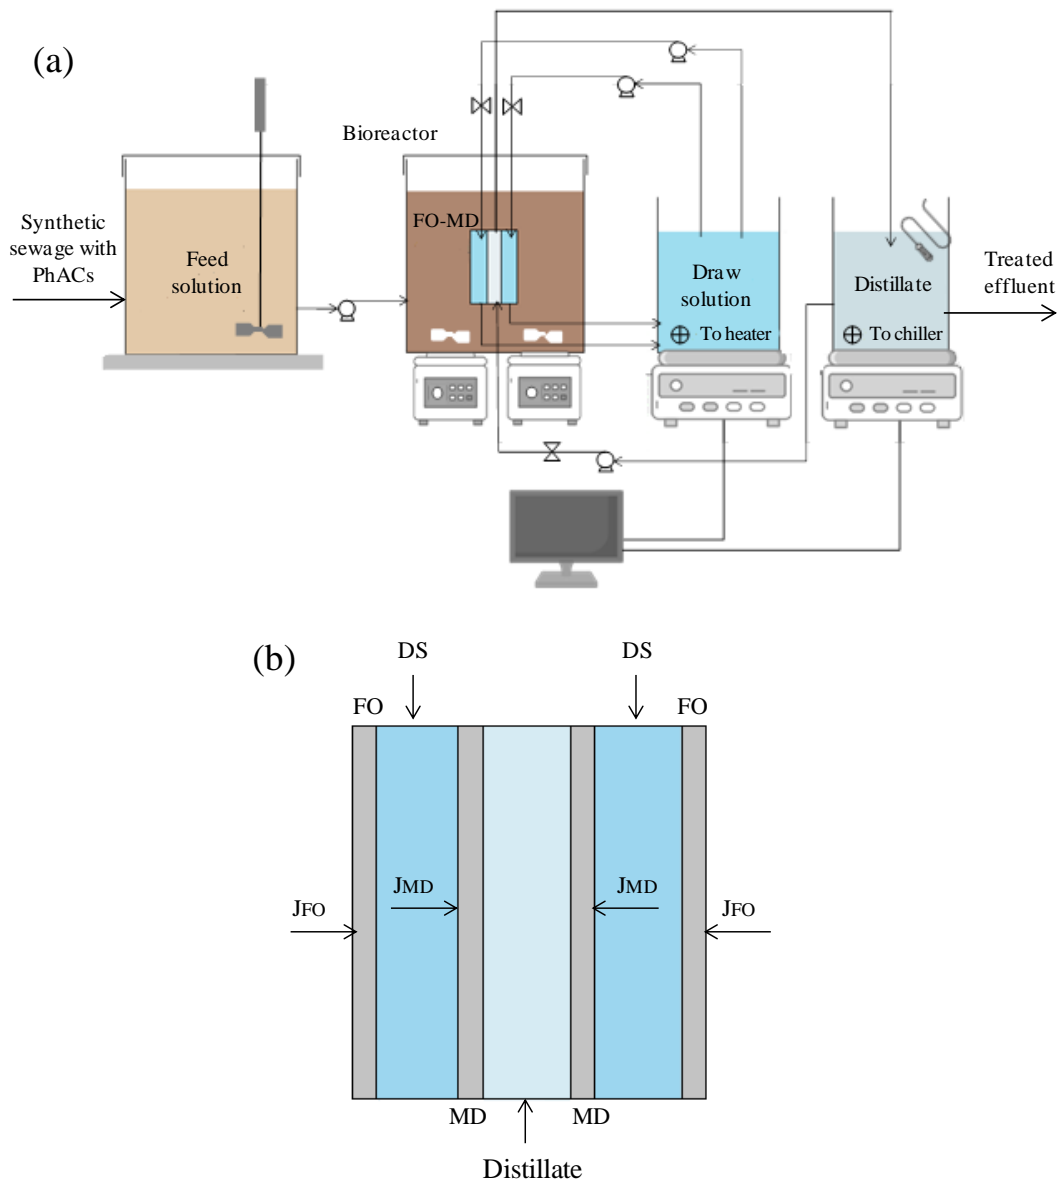 (a)
Bioreactor
Synthetic
sewage with
PhACs
Feed
solution
FO-MD
Draw
solution
To heater
Distillate
To chiller
Treated
effluent
(b)
DS
DS
FO
FO
JMD
JMD
JFO
JFO
MD
MD
Distillate